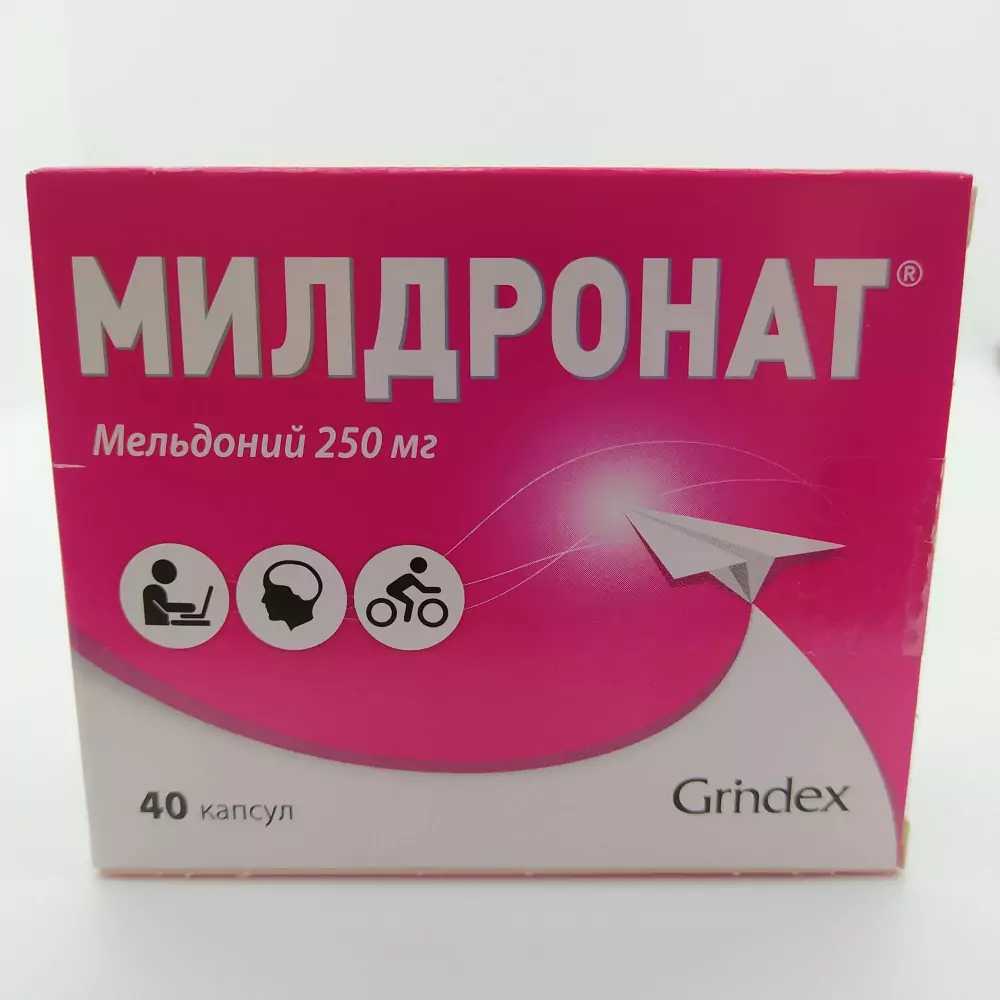 МИЛДРОНАТ®
Мельдоний 250 мг
40 капсул
Grindex